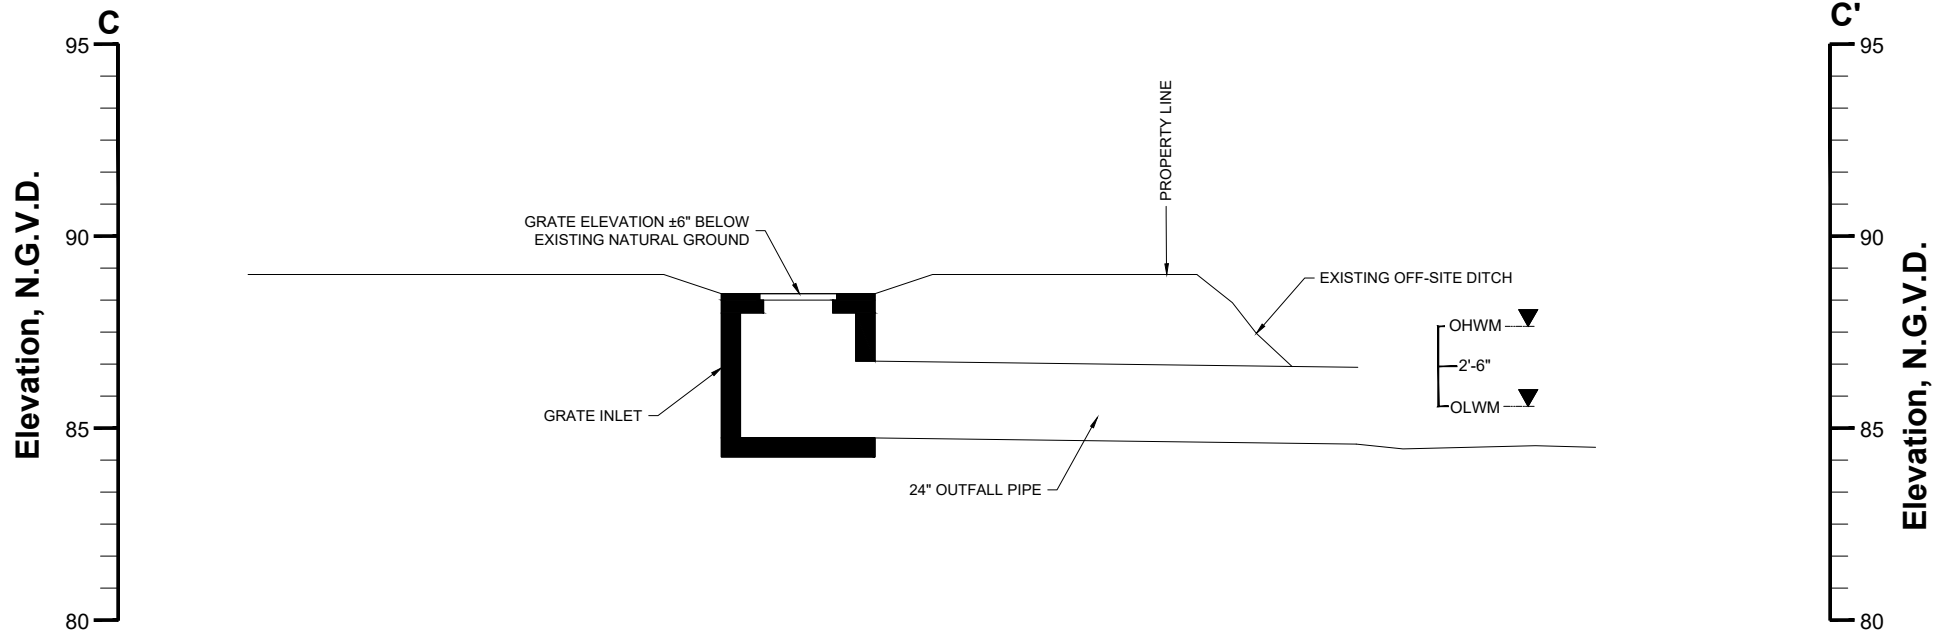 C
C'
95
95
PROPERTY LINE
GRATE ELEVATION ±6" BELOW
EXISTING NATURAL GROUND
90
90
EXISTING OFF-SITE DITCH
Elevation, N.G.V.D.
Elevation, N.G.V.D.
OHWM
2'-6"
OLWM
GRATE INLET
85
85
24" OUTFALL PIPE
80
80